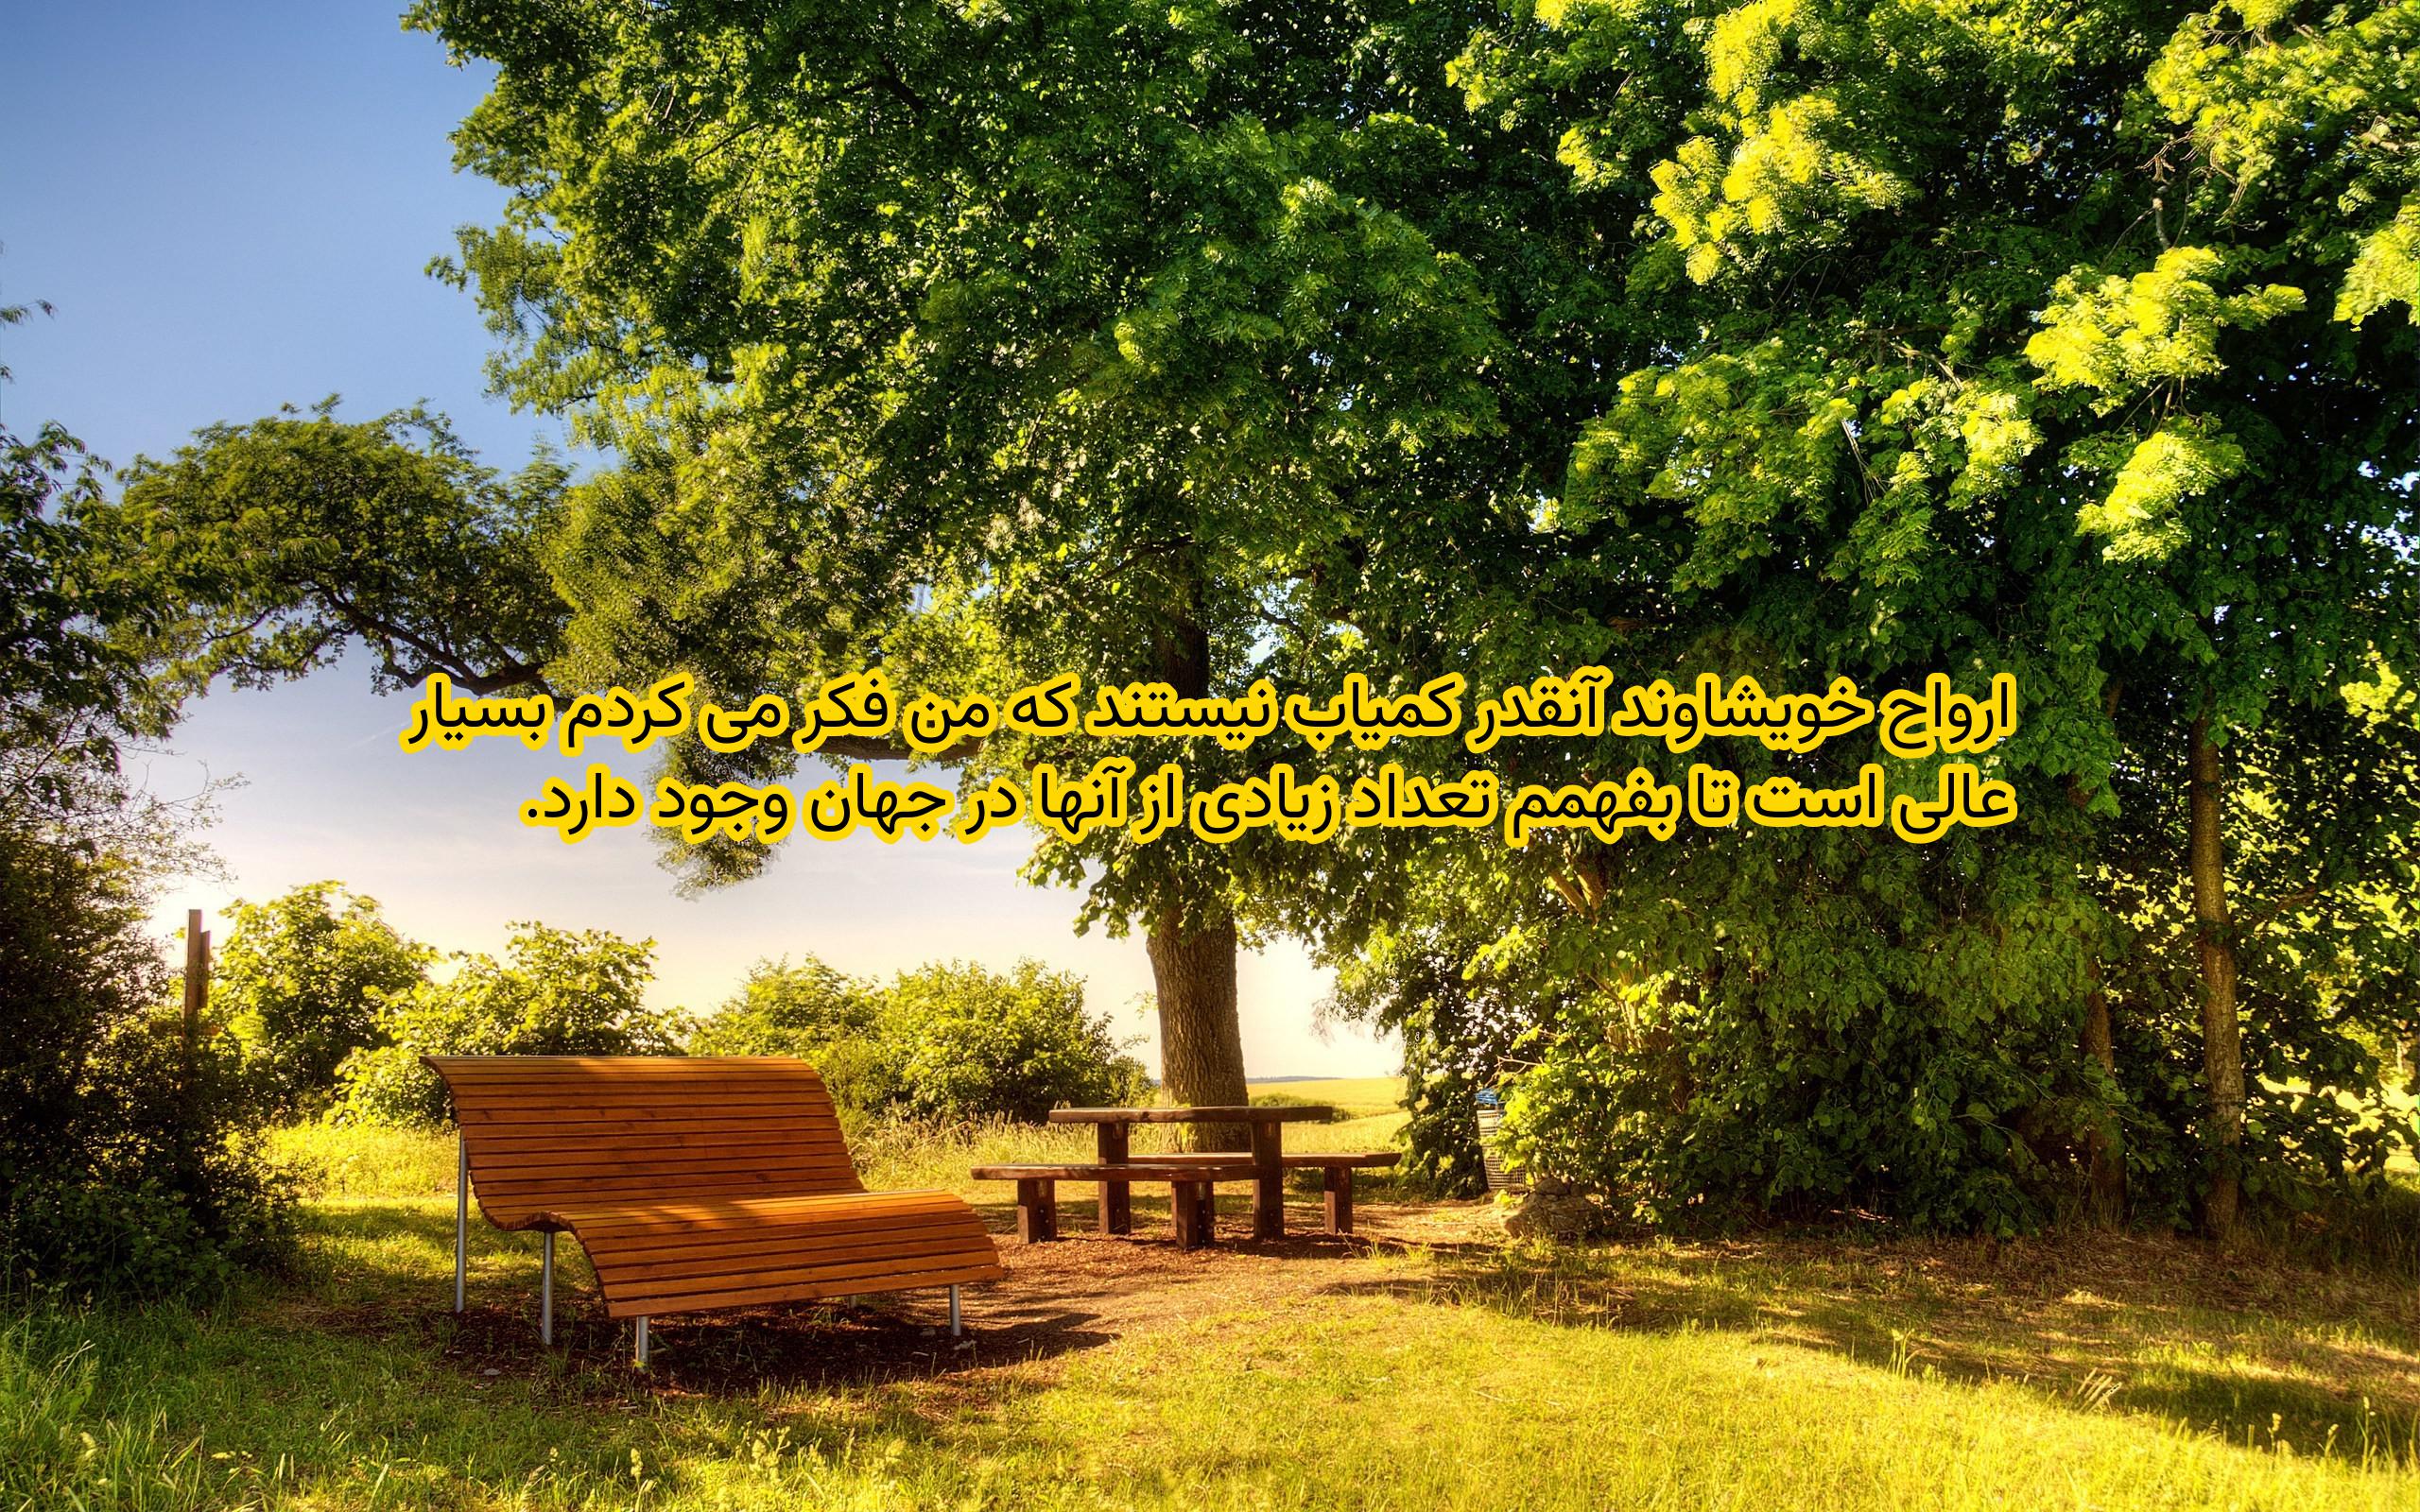 ارواح خویشاوند آنقدر کمیاب نیستند که من فکر می کردم بسیار
عالی است تا بفهمم تعداد زیادی از آنها در جهان وجود دارد.